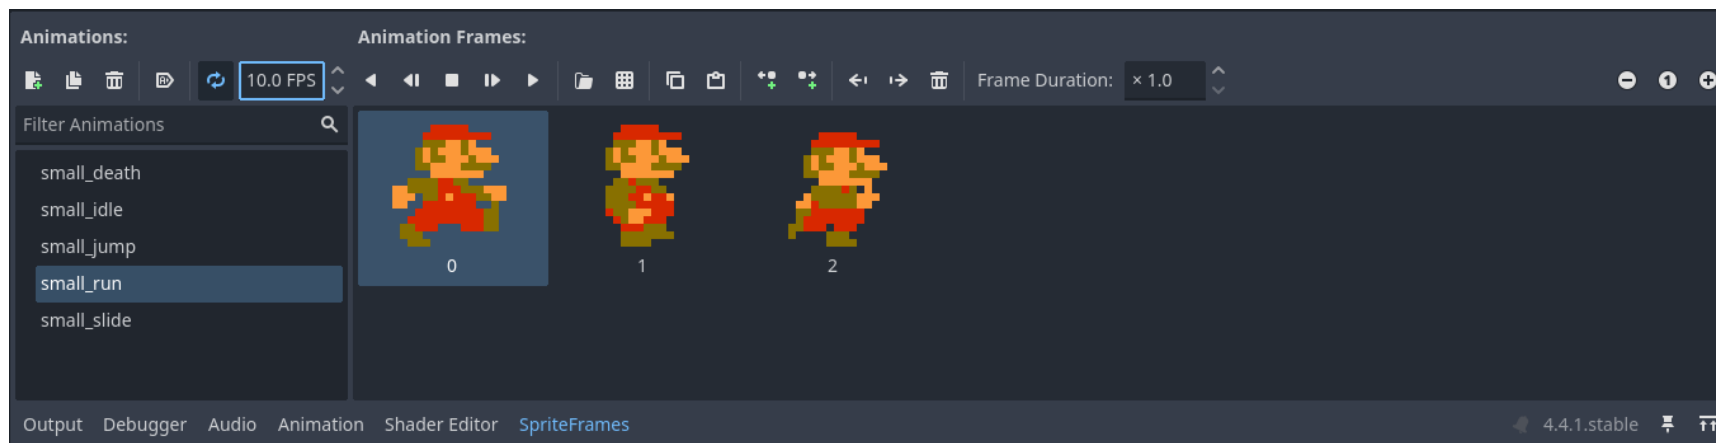 Animations:
Animation Frames:
10.0 FPS
Frame Duration: × 1.0
Filter Animations
small_death
small_idle
small_jump
small_run
small_slide
0
1
2
Output Debugger Audio Animation Shader Editor SpriteFrames 4.4.1.stable